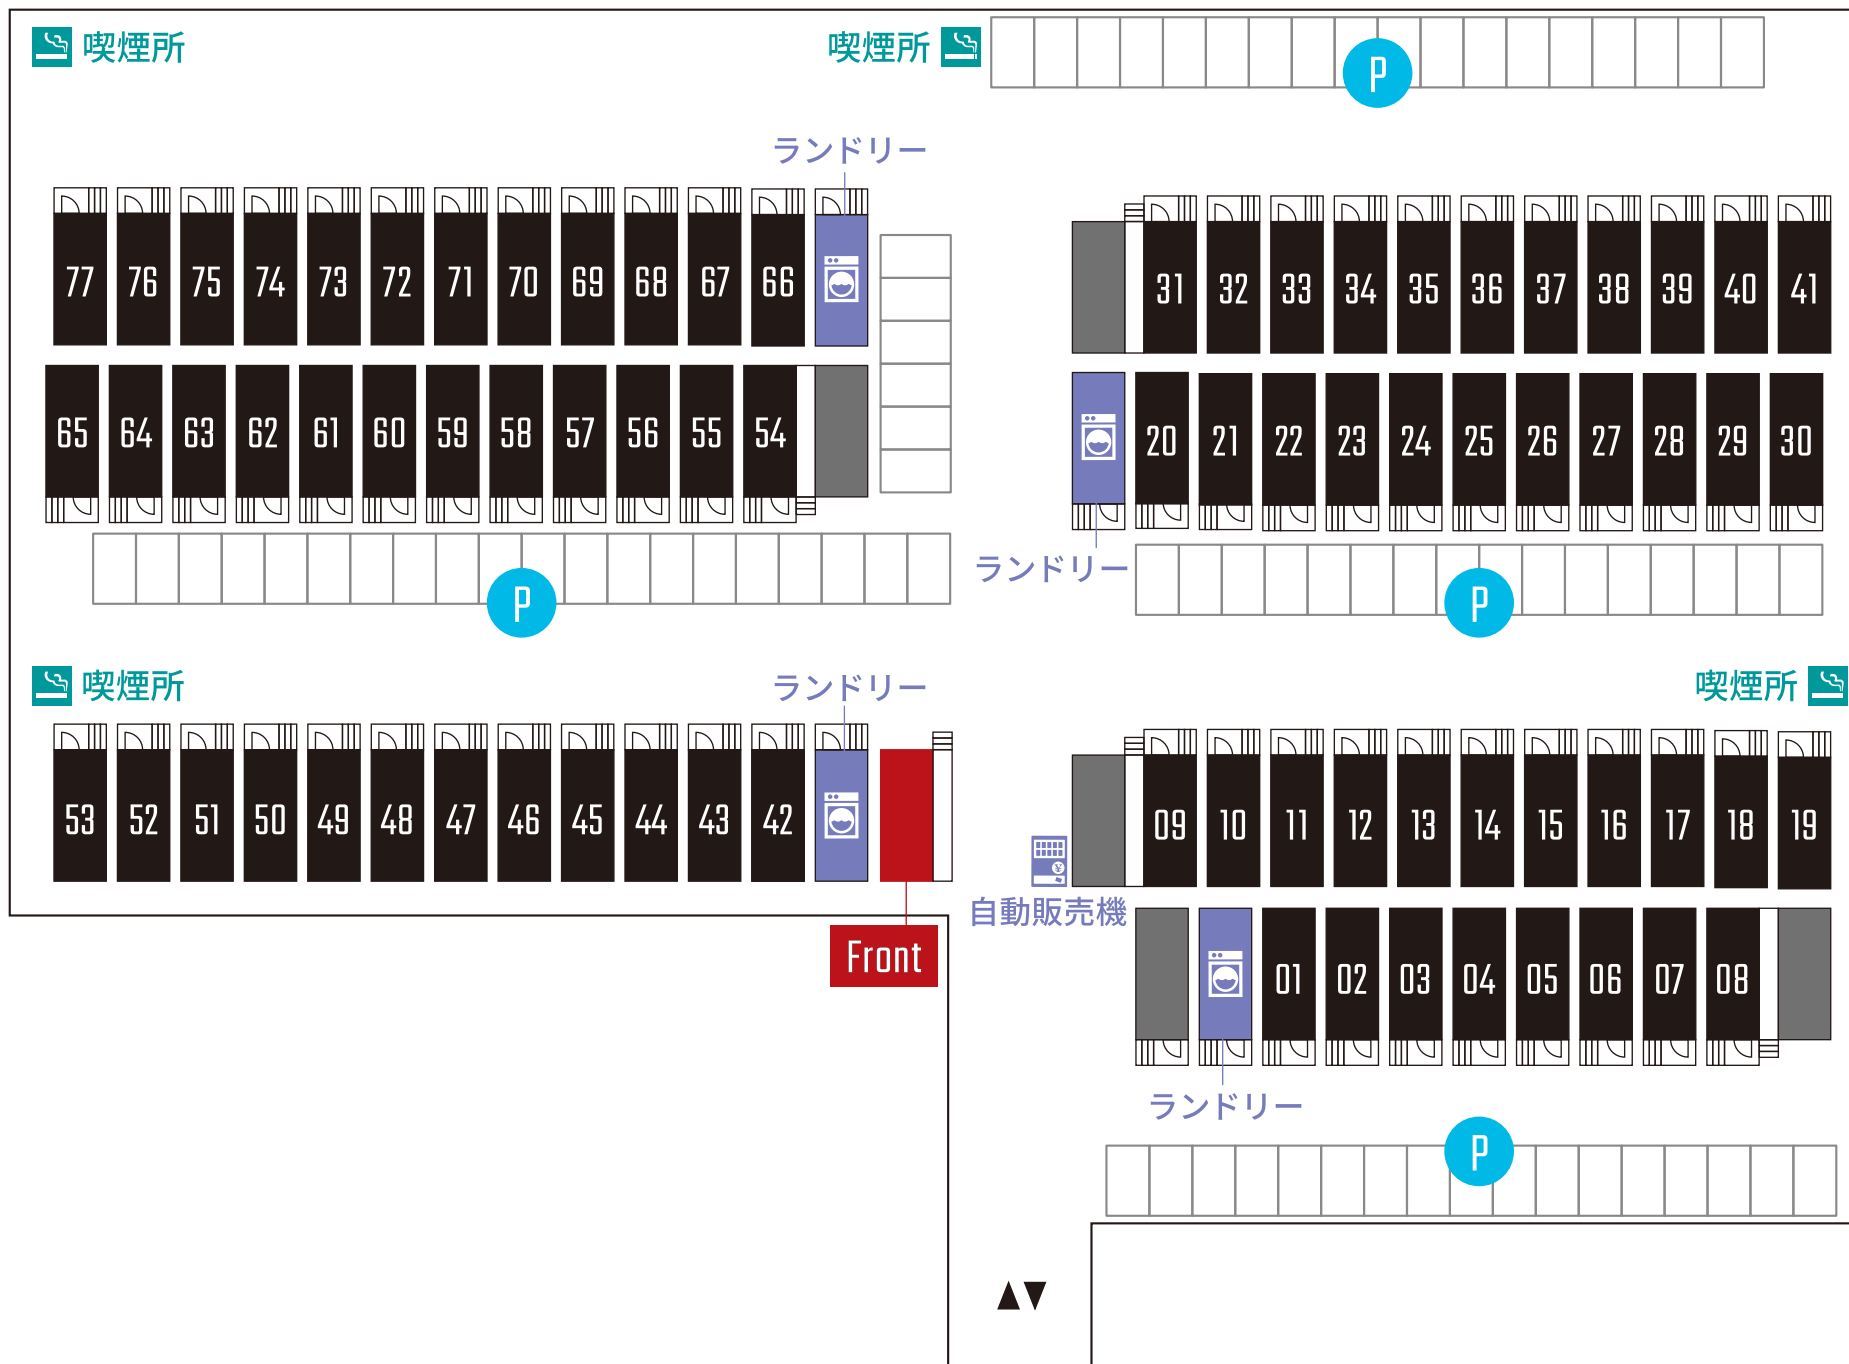 喫煙所
喫煙所
P
ランドリー
77 76 75 74 73 72 71 70 69 68 67 66
31 32 33 34 35 36 37 38 39 40 41
65 64 63 62 61 60 59 58 57 56 55 54
20 21 22 23 24 25 26 27 28 29 30
ランドリー
P
P
喫煙所
ランドリー
喫煙所
53 52 51 50 49 48 47 46 45 44 43 42
09 10 11 12 13 14 15 16 17 18 19
¥
自動販売機
Front
01 02 03 04 05 06 07 08
ランドリー
P